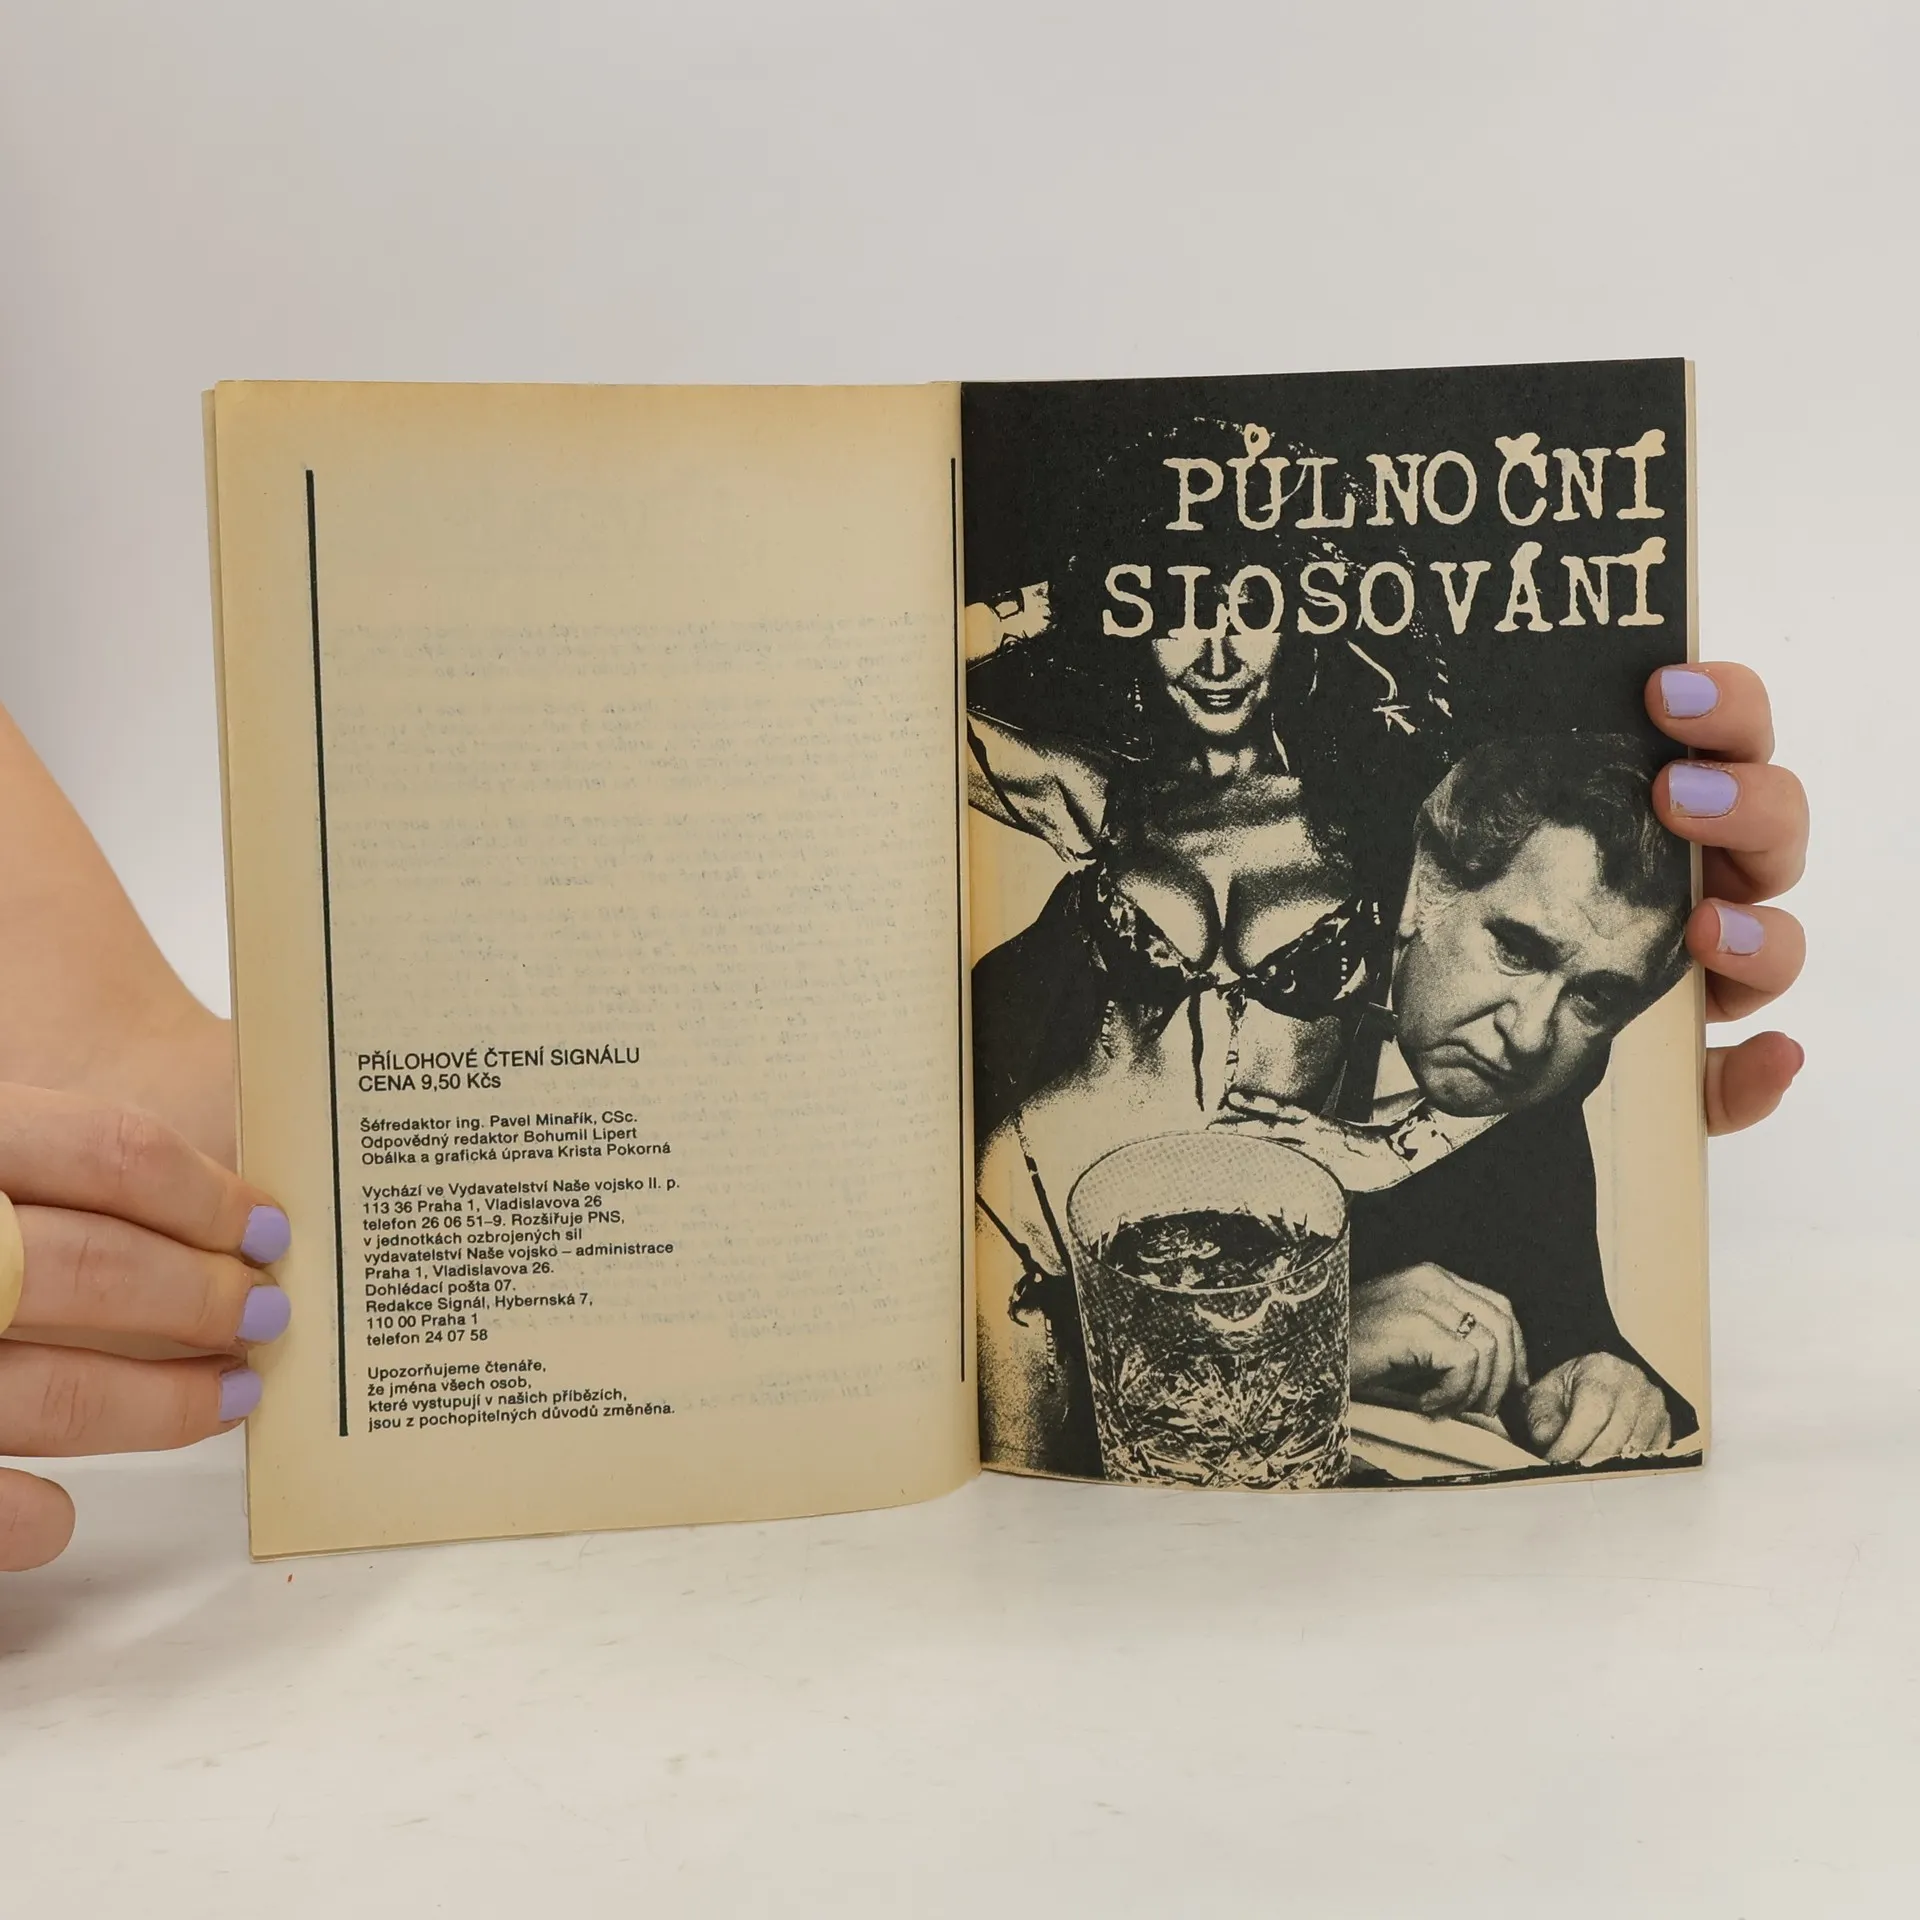 PŘÍLOHOVÉ ČTENÍ SIGNÁLU
CENA 9,50 Kčs
Šéfredaktor ing. Pavel Minařík, CSc.
Odpovědný redaktor Bohumil Lipert
Obálka a grafická úprava Krista Pokorná
Vychází ve Vydavatelství Naše vojsko II. p.
113 36 Praha 1, Vladislavova 26
telefon 26 06 51–9. Rozšiřuje PNS,
v jednotkách ozbrojených sil
vydavatelství Naše vojsko – administrace
Praha 1, Vladislavova 26.
Dohlédací pošta 07.
Redakce Signál, Hybernská 7,
110 00 Praha 1
telefon 24 07 58
Upozorňujeme čtenáře,
že jména všech osob,
které vystupují v našich příbězích,
jsou z pochopitelných důvodů změněna.
PŮLNOČNÍ
SLOSOVÁNÍ